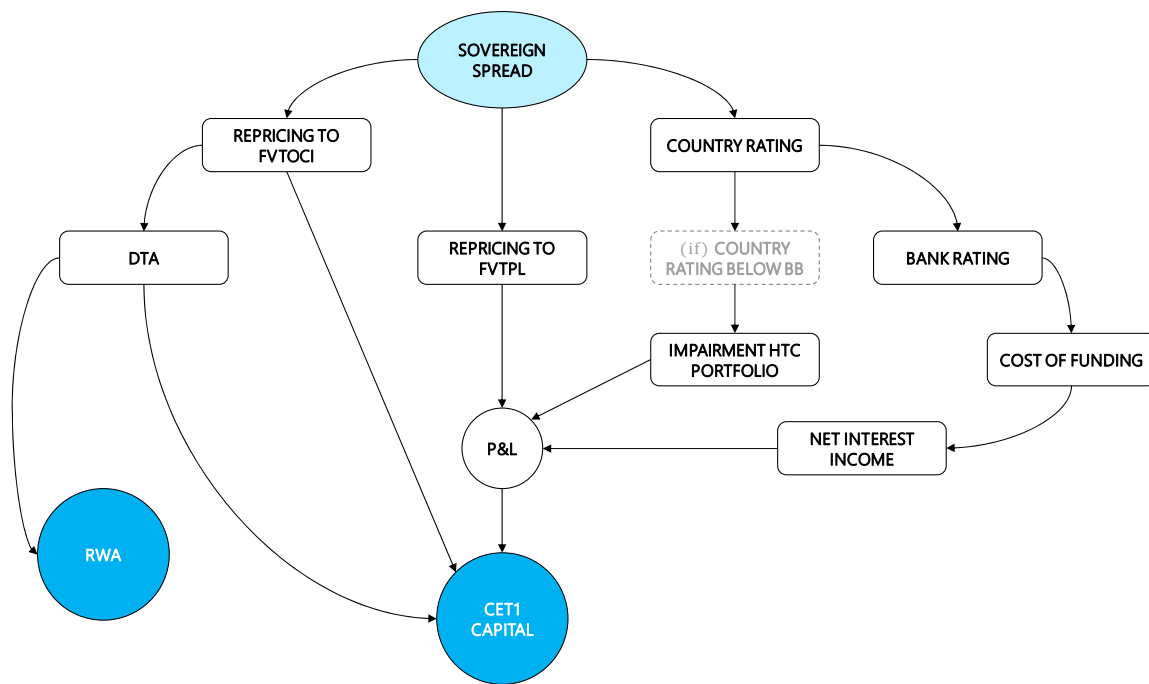 SOVEREIGN
SPREAD
REPRICING TO
FVTOCI
COUNTRY RATING
DTA
REPRICING TO
FVTPL
(if) COUNTRY
RATING BELOW BB
BANK RATING
IMPAIRMENT HTC
PORTFOLIO
COST OF FUNDING
P&L
NET INTEREST
INCOME
RWA
CET1
CAPITAL